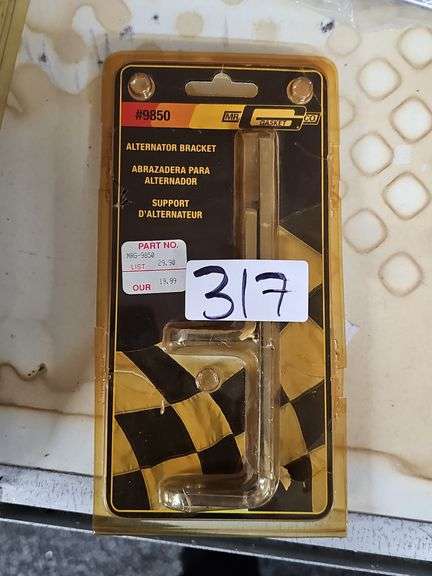 #9850
MR. GASKET CO
ALTERNATOR BRACKET
ABRAZADERA PARA
ALTERNADOR
SUPPORT
D'ALTERNATEUR
PART NO.
MRG-9850
LIST 29.90
OUR 19.99
317